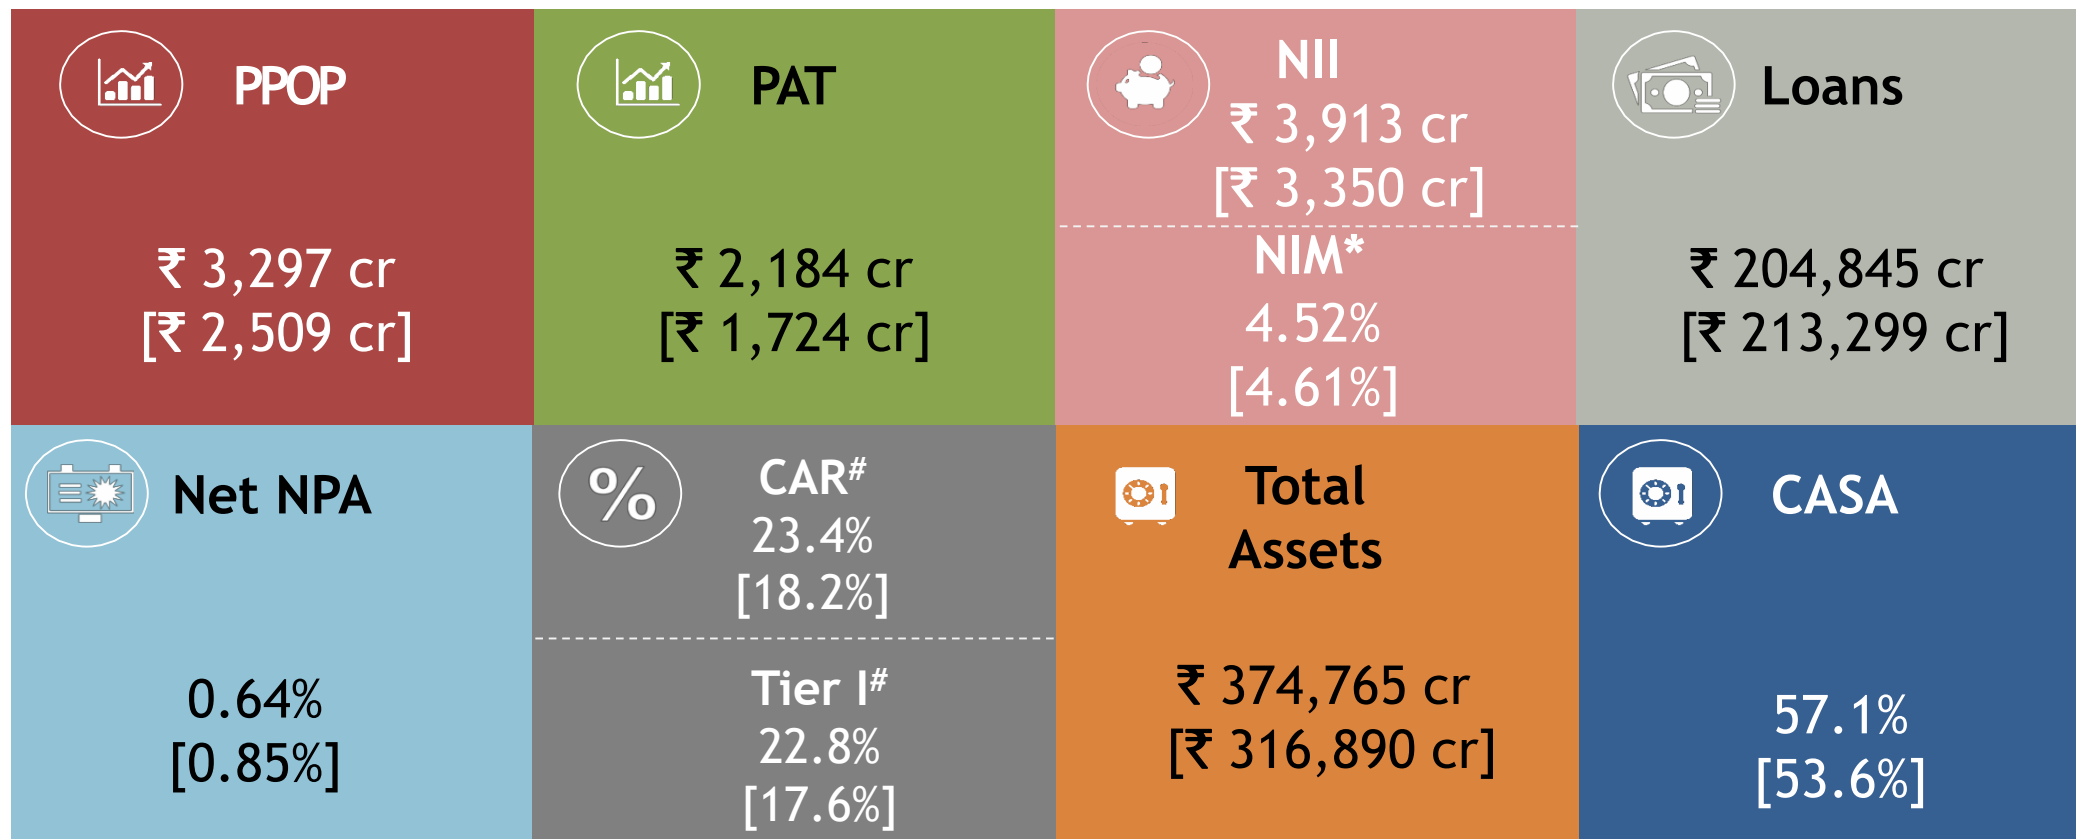 PPOP
₹ 3,297 cr
[₹ 2,509 cr]
PAT
₹ 2,184 cr
[₹ 1,724 cr]
NII
₹ 3,913 cr
[₹ 3,350 cr]
NIM*
4.52%
[4.61%]
Loans
₹ 204,845 cr
[₹ 213,299 cr]
Net NPA
0.64%
[0.85%]
%
CAR#
23.4%
[18.2%]
Tier I#
22.8%
[17.6%]
Total
Assets
₹ 374,765 cr
[₹ 316,890 cr]
CASA
57.1%
[53.6%]